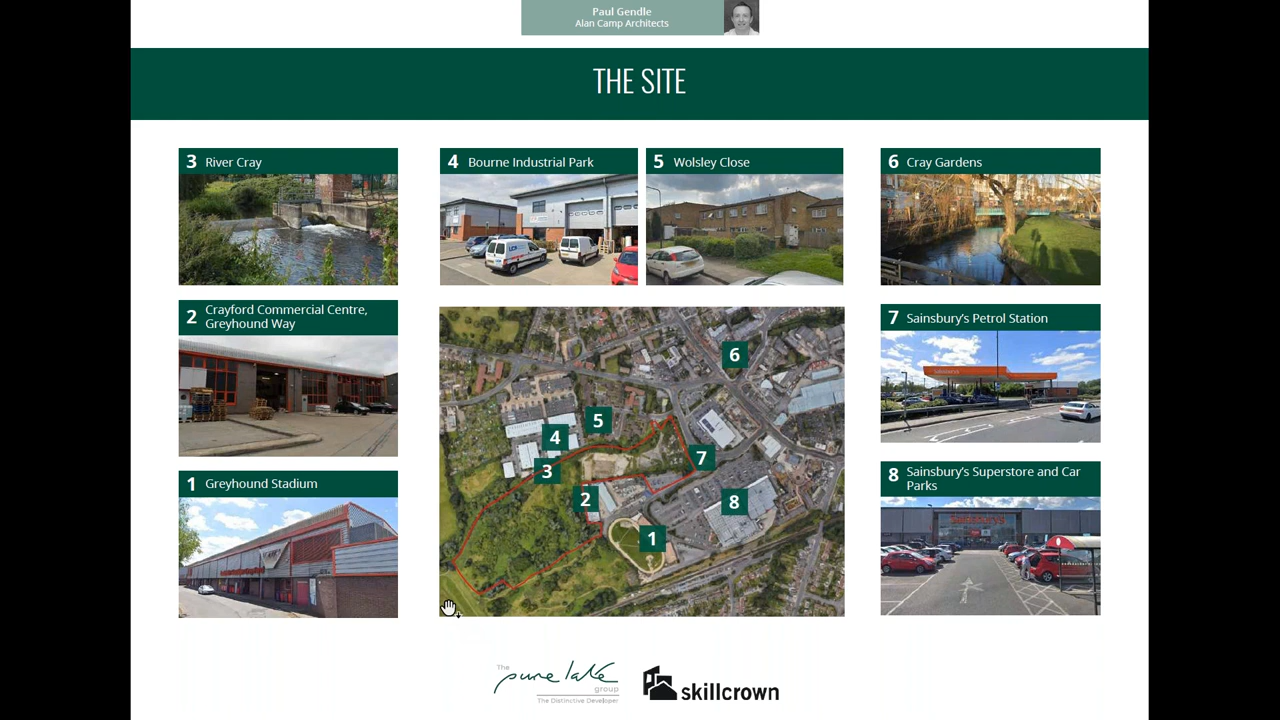 Paul Gendle
Alan Camp Architects
THE SITE
3 River Cray
4 Bourne Industrial Park
5 Wolsley Close
6 Cray Gardens
2 Crayford Commercial Centre,
Greyhound Way
7 Sainsbury's Petrol Station
1 Greyhound Stadium
8 Sainsbury's Superstore and Car
Parks
6
5
4
7
3
2
8
1
Sainsbury's
The
pure lake
group
The Distinctive Developer
skillcrown